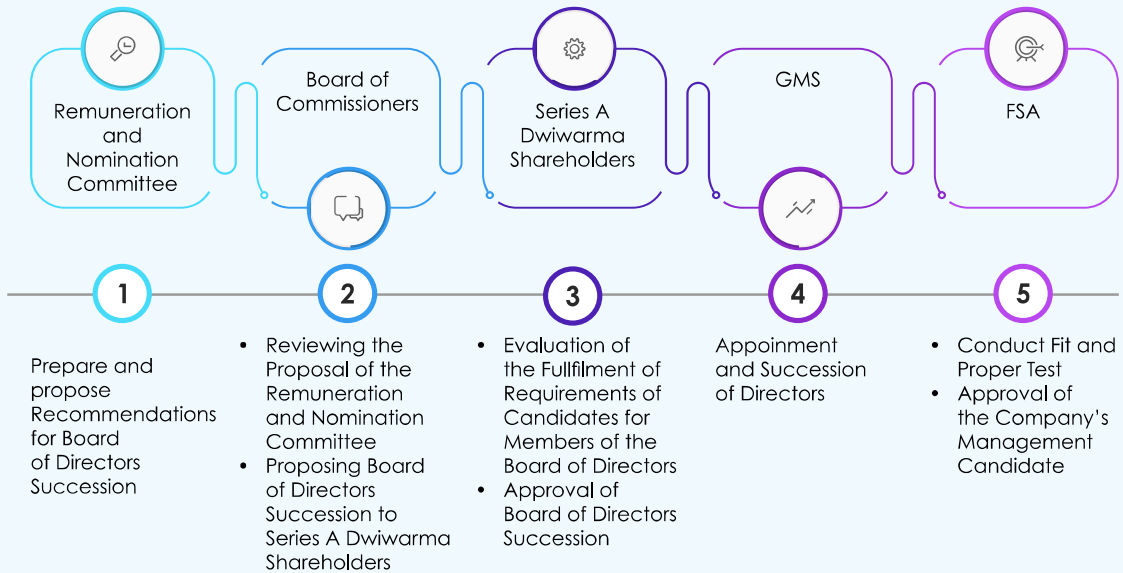 Remuneration
and
Nomination
Committee
Board of
Commissioners
Series A
Dwiwarma
Shareholders
GMS
FSA
1
2
3
4
5
Prepare and
propose
Recommendations
for Board
of Directors
Succession
• Reviewing the
Proposal of the
Remuneration
and Nomination
Committee
• Proposing Board
of Directors
Succession to
Series A Dwiwarma
Shareholders
• Evaluation of
the Fullfilment of
Requirements of
Candidates for
Members of the
Board of Directors
• Approval of
Board of Directors
Succession
Appoinment
and Succession
of Directors
• Conduct Fit and
Proper Test
• Approval of
the Company's
Management
Candidate